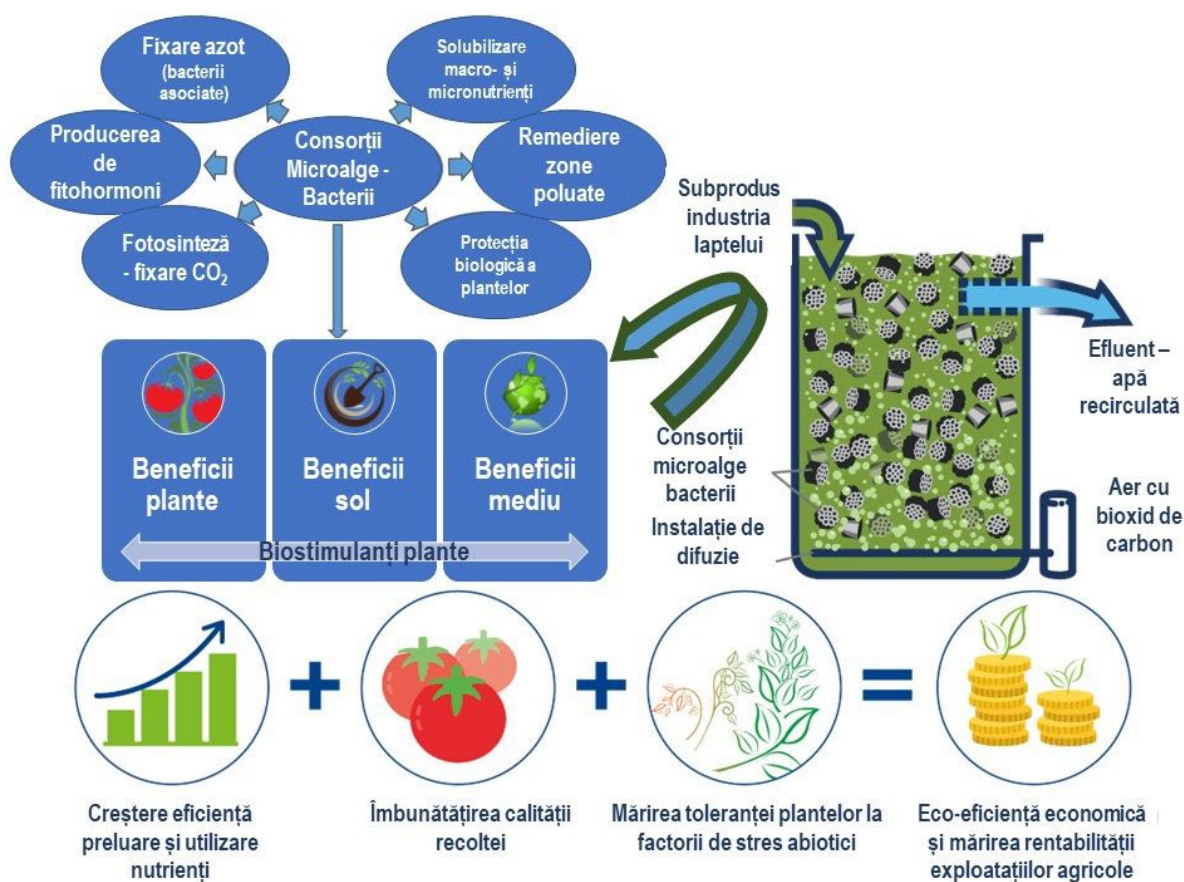 Fixare azot
(bacterii
asociate)
Solubilizare
macro- și
micronutrienți
Producerea
de
fitohormoni
Consorții
Microalge -
Bacterii
Remediere
zone
poluate
Fotosinteză
- fixare CO₂
Protecția
biologică a
plantelor
Subprodus
industria
laptelui
Efluent –
apă
recirculată
Consorții
microalge
bacterii
Instalație de
difuzie
Aer cu
bioxid de
carbon
Beneficii
plante
Beneficii
sol
Beneficii
mediu
Biostimulanți plante
Creștere eficiență
preluare și utilizare
nutrienți
Îmbunătățirea calității
recoltei
Mărirea toleranței plantelor la
factorii de stres abiotici
Eco-eficiență economică
și mărirea rentabilității
exploatațiilor agricole